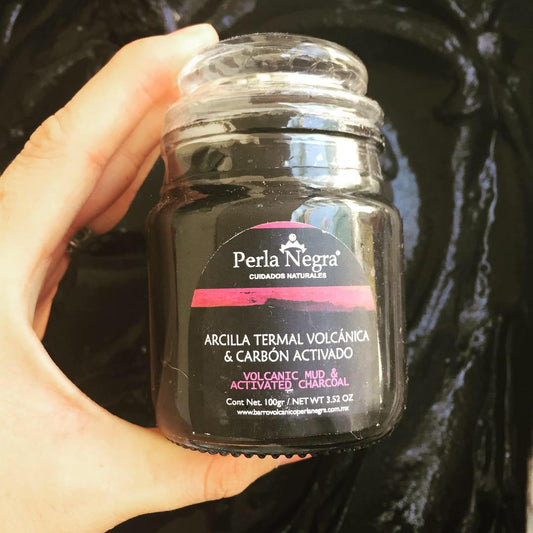 Perla Negra®
CUIDADOS NATURALES
ARCILLA TERMAL VOLCÁNICA
& CARBÓN ACTIVADO
VOLCANIC MUD &
ACTIVATED CHARCOAL
Cont Net. 100gr / NET WT 3.52 OZ
www.barrovolcanicoperlanegra.com.mx